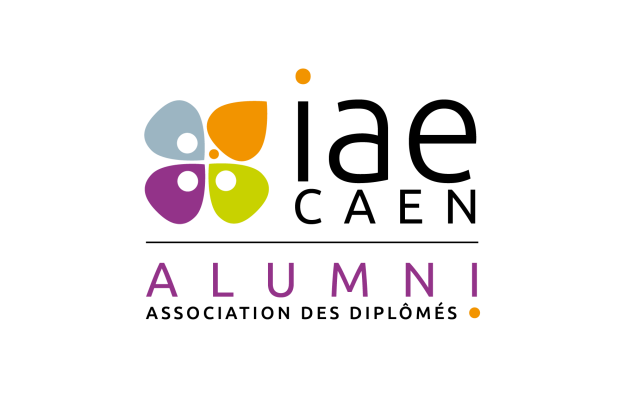 iae
CAEN
ALUMNI
ASSOCIATION DES DIPLÔMÉS